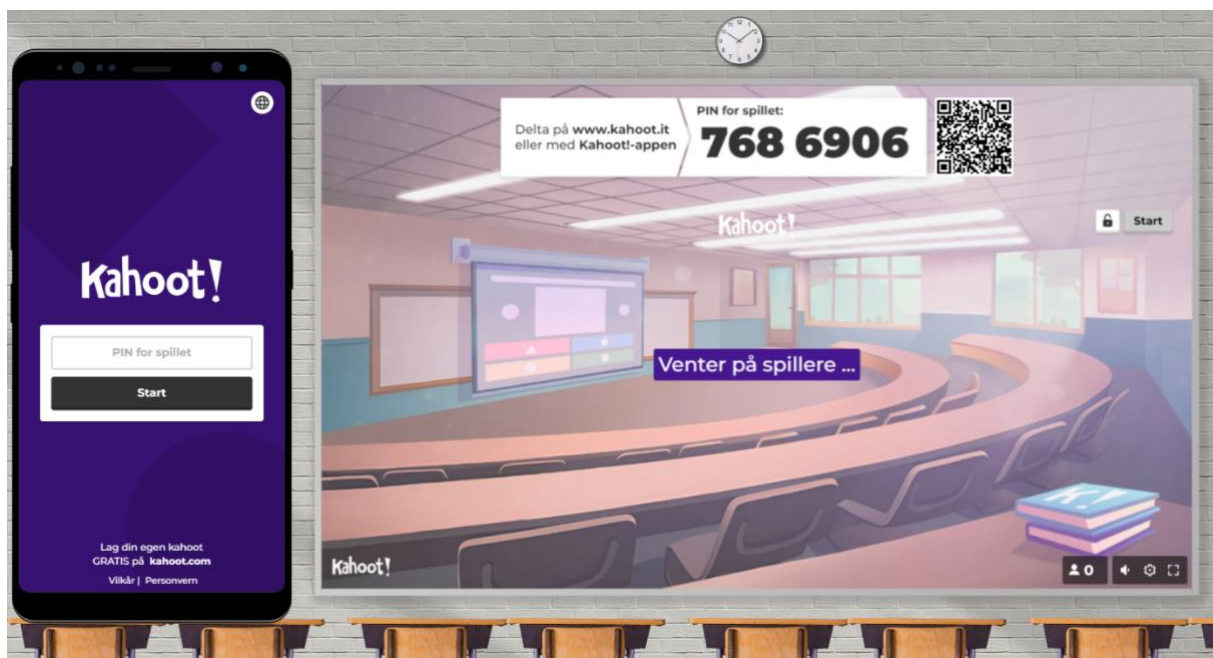 Kahoot!
PIN for spillet
Start
Lag din egen kahoot
GRATIS på kahoot.com
Vilkår | Personvern
Delta på www.kahoot.it
eller med Kahoot!-appen
PIN for spillet:
768 6906
Kahoot!
Start
Venter på spillere ...
K!
Kahoot!
0